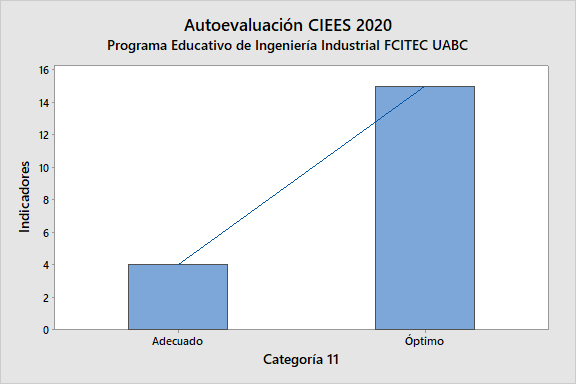 Autoevaluación CIEES 2020
Programa Educativo de Ingeniería Industrial FCITEC UABC
16
14
12
10
8
6
4
2
0
Indicadores
Adecuado Óptimo
Categoría 11